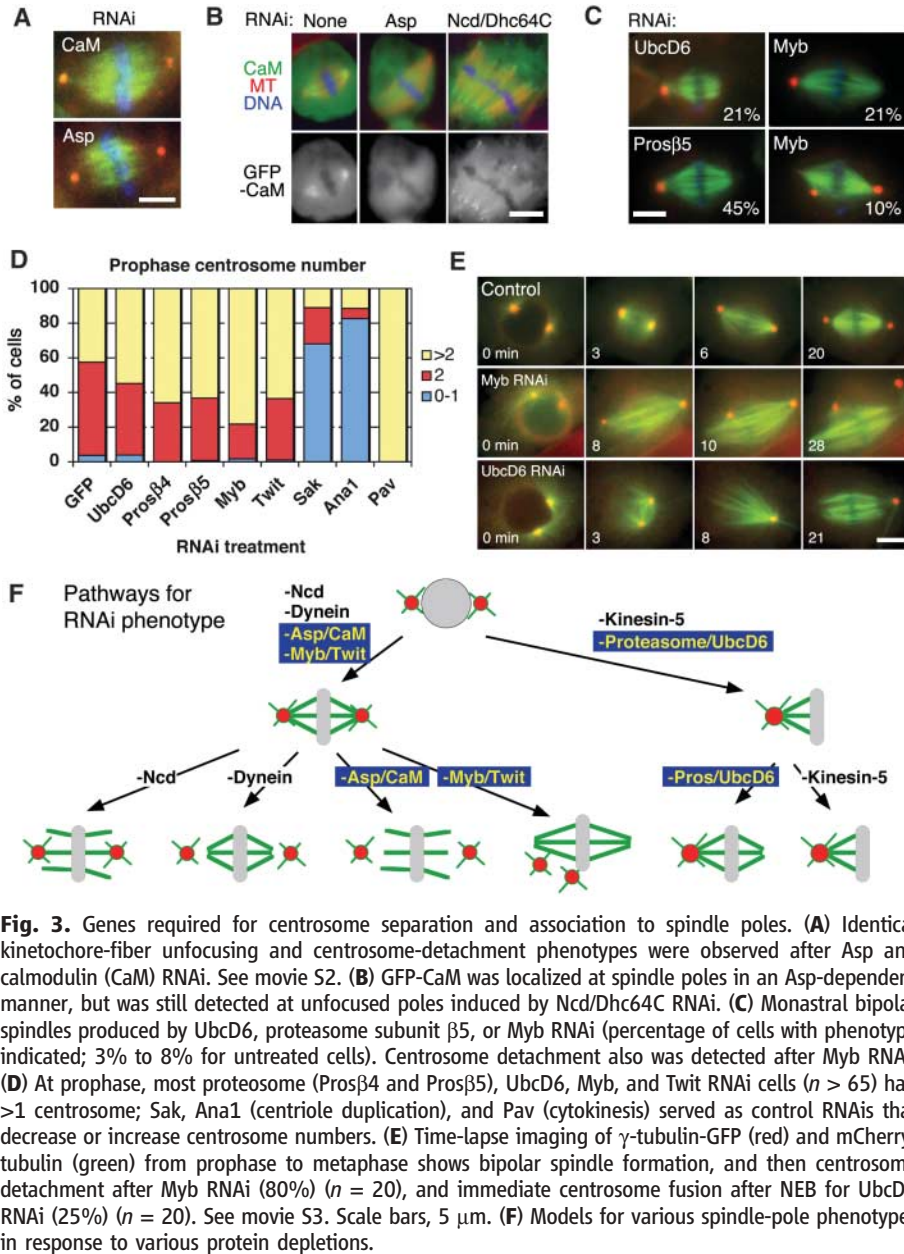 A
RNAi
CaM
Asp
B
RNAi: None Asp Ncd/Dhc64C
CaM
MT
DNA
GFP
-CaM
C
RNAi:
UbcD6
21%
Myb
21%
Prosβ5
45%
Myb
10%
D
Prophase centrosome number
% of cells
100
80
60
40
20
0
>2
2
0-1
GFP
UbcD6
Prosβ4
Prosβ5
Myb
Twit
Sak
Ana1
Pav
RNAi treatment
E
Control
0 min
3
6
20
Myb RNAi
0 min
8
10
28
UbcD6 RNAi
0 min
3
8
21
F
Pathways for
RNAi phenotype
-Ncd
-Dynein
-Asp/CaM
-Myb/Twit
-Kinesin-5
-Proteasome/UbcD6
-Ncd
-Dynein
-Asp/CaM
-Myb/Twit
-Pros/UbcD6
-Kinesin-5
Fig. 3. Genes required for centrosome separation and association to spindle poles. (A) Identica
kinetochore-fiber unfocusing and centrosome-detachment phenotypes were observed after Asp an
calmodulin (CaM) RNAi. See movie S2. (B) GFP-CaM was localized at spindle poles in an Asp-dependen
manner, but was still detected at unfocused poles induced by Ncd/Dhc64C RNAi. (C) Monastral bipola
spindles produced by UbcD6, proteasome subunit β5, or Myb RNAi (percentage of cells with phenotyp
indicated; 3% to 8% for untreated cells). Centrosome detachment also was detected after Myb RNA
(D) At prophase, most proteosome (Prosβ4 and Prosβ5), UbcD6, Myb, and Twit RNAi cells (n > 65) ha
>1 centrosome; Sak, Ana1 (centriole duplication), and Pav (cytokinesis) served as control RNAis tha
decrease or increase centrosome numbers. (E) Time-lapse imaging of γ-tubulin-GFP (red) and mCherry
tubulin (green) from prophase to metaphase shows bipolar spindle formation, and then centrosom
detachment after Myb RNAi (80%) (n = 20), and immediate centrosome fusion after NEB for UbcD
RNAi (25%) (n = 20). See movie S3. Scale bars, 5 μm. (F) Models for various spindle-pole phenotype
in response to various protein depletions.